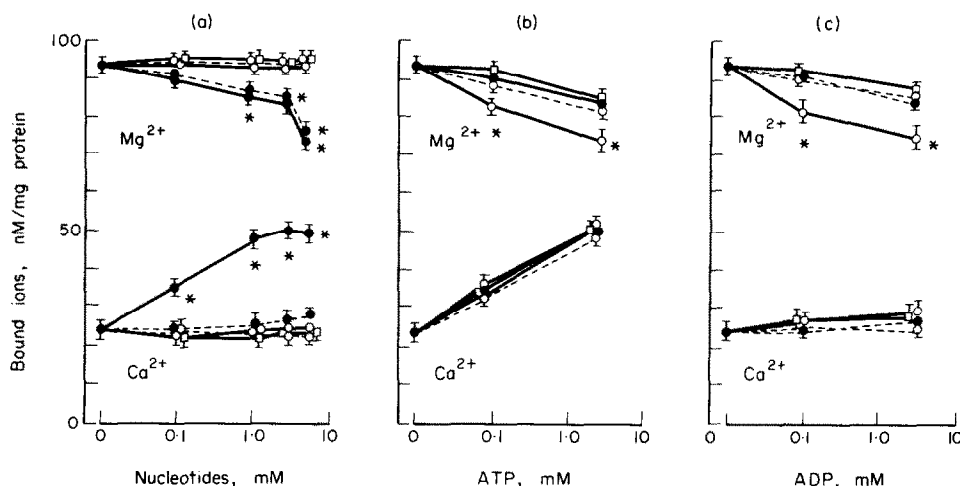 (a) (b) (c)
100
Mg²⁺ Mg²⁺ Mg²⁺
* * * *
* * * *
50
* * * *
Ca²⁺ Ca²⁺ Ca²⁺
0
0 0·1 1·0 10 0 0·1 1·0 10 0 0·1 1·0 10
Nucleotides, mM ATP, mM ADP, mM
Bound ions, nM/mg protein